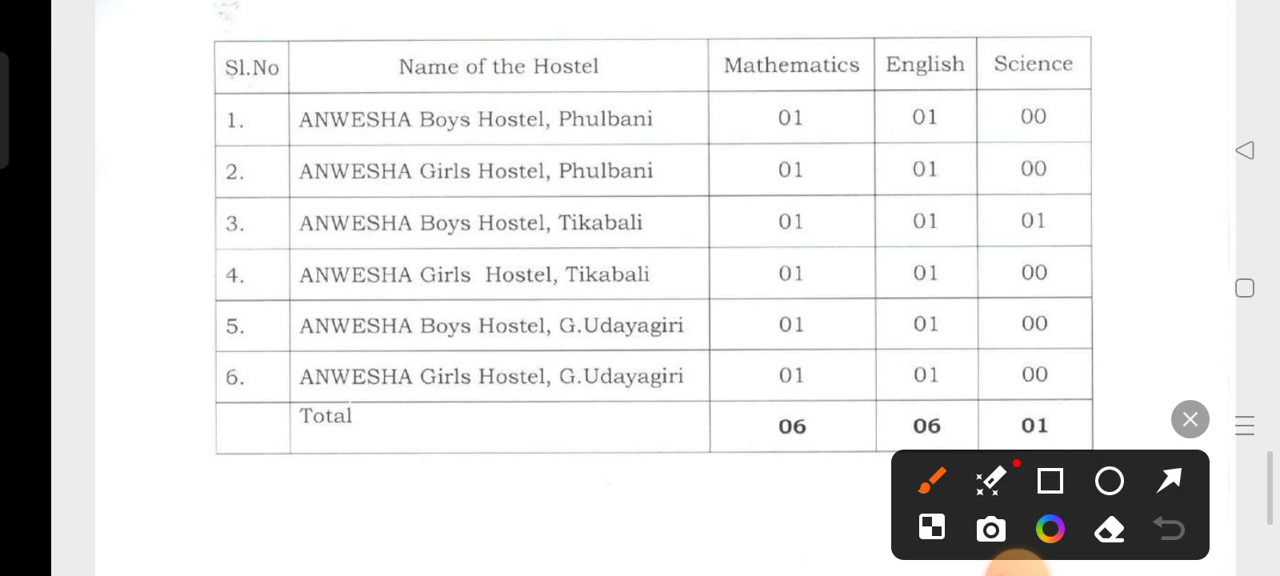 Sl.No Name of the Hostel Mathematics English Science
1. ANWESHA Boys Hostel, Phulbani 01 01 00
2. ANWESHA Girls Hostel, Phulbani 01 01 00
3. ANWESHA Boys Hostel, Tikabali 01 01 01
4. ANWESHA Girls Hostel, Tikabali 01 01 00
5. ANWESHA Boys Hostel, G.Udayagiri 01 01 00
6. ANWESHA Girls Hostel, G.Udayagiri 01 01 00
Total 06 06 01